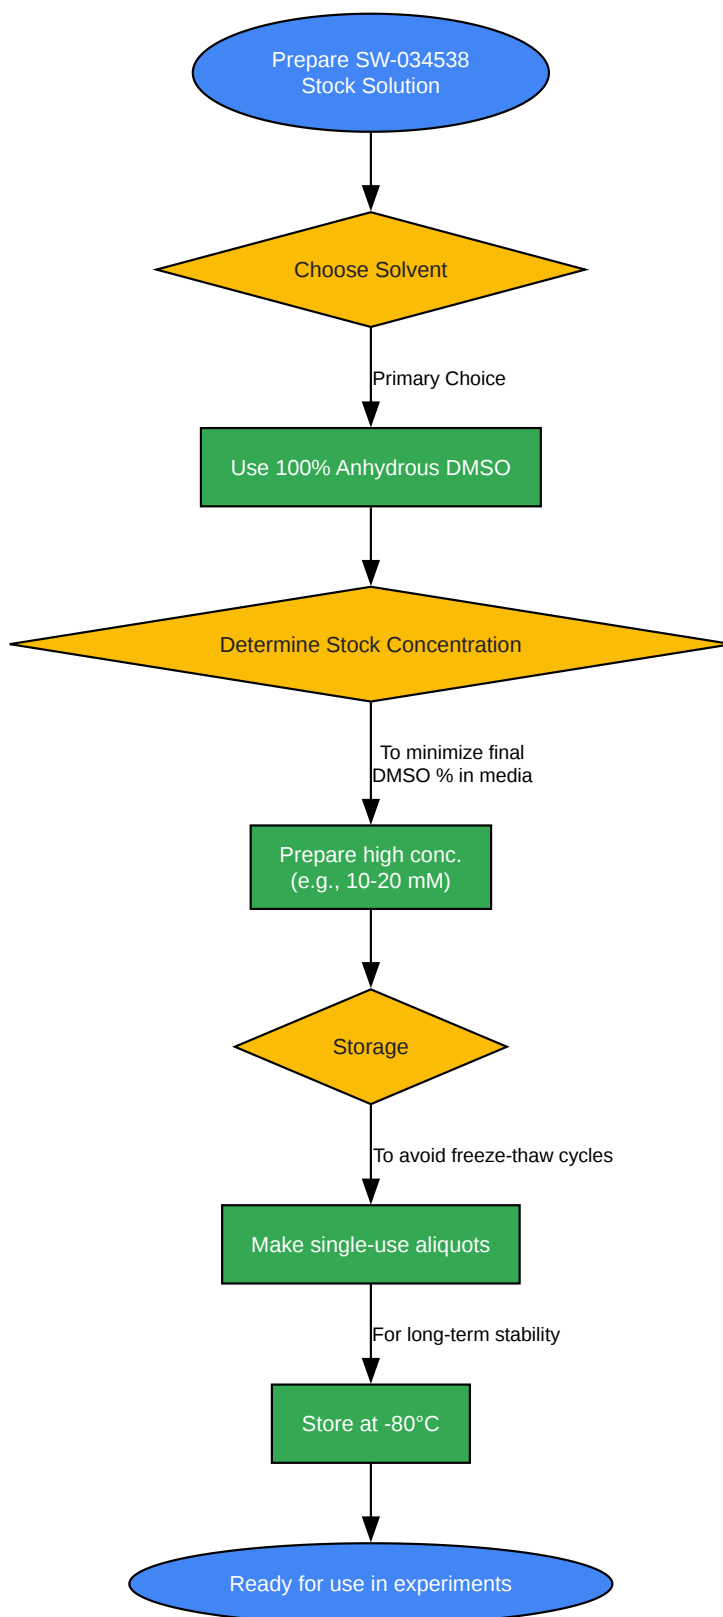 Prepare SW-034538
Stock Solution
Choose Solvent
Primary Choice
Use 100% Anhydrous DMSO
Determine Stock Concentration
To minimize final
DMSO % in media
Prepare high conc.
(e.g., 10-20 mM)
Storage
To avoid freeze-thaw cycles
Make single-use aliquots
For long-term stability
Store at -80°C
Ready for use in experiments